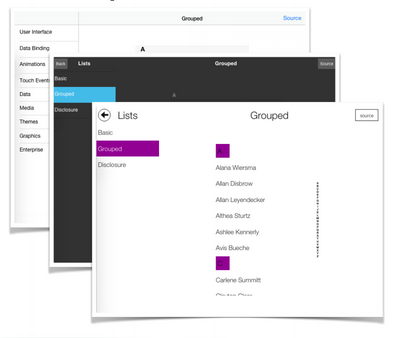 Grouped
Source
User Interface
Data Binding
A
Animations
Touch Events
Data
Media
Themes
Graphics
Enterprise
Back
Lists
Grouped
Source
Basic
Grouped
A
Disclosure
Lists
Grouped
source
Basic
Grouped
Disclosure
Alana Wiersma
Allan Disbrow
Allan Leyendecker
Althea Sturtz
Ashlee Kennerly
Avis Bueche
Carlene Summitt